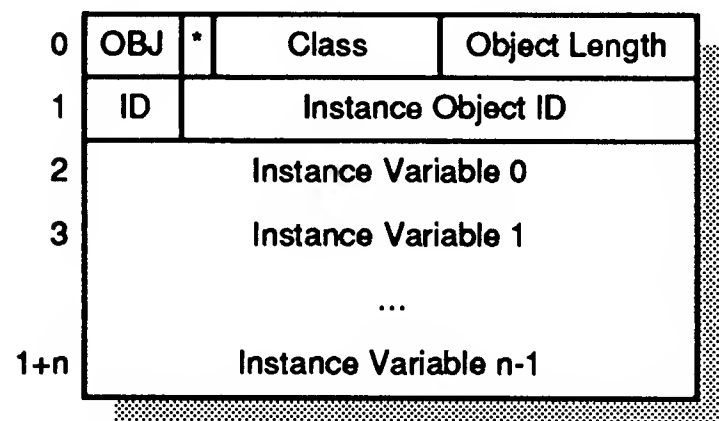 0 OBJ * Class Object Length
1 ID Instance Object ID
2 Instance Variable 0
3 Instance Variable 1
...
1+n Instance Variable n-1